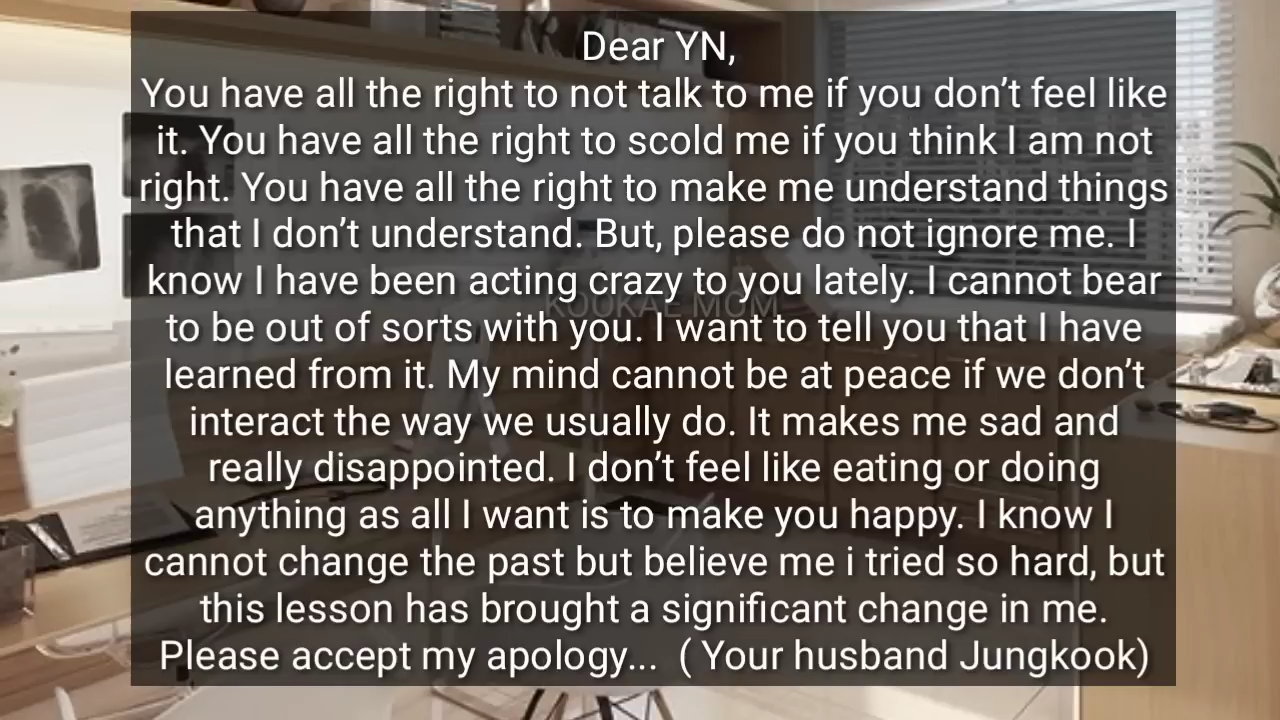 Dear YN,
You have all the right to not talk to me if you don’t feel like
it. You have all the right to scold me if you think I am not
right. You have all the right to make me understand things
that I don’t understand. But, please do not ignore me. I
know I have been acting crazy to you lately. I cannot bear
KOOKAE MOM
to be out of sorts with you. I want to tell you that I have
learned from it. My mind cannot be at peace if we don’t
interact the way we usually do. It makes me sad and
really disappointed. I don’t feel like eating or doing
anything as all I want is to make you happy. I know I
cannot change the past but believe me i tried so hard, but
this lesson has brought a significant change in me.
Please accept my apology...  ( Your husband Jungkook)